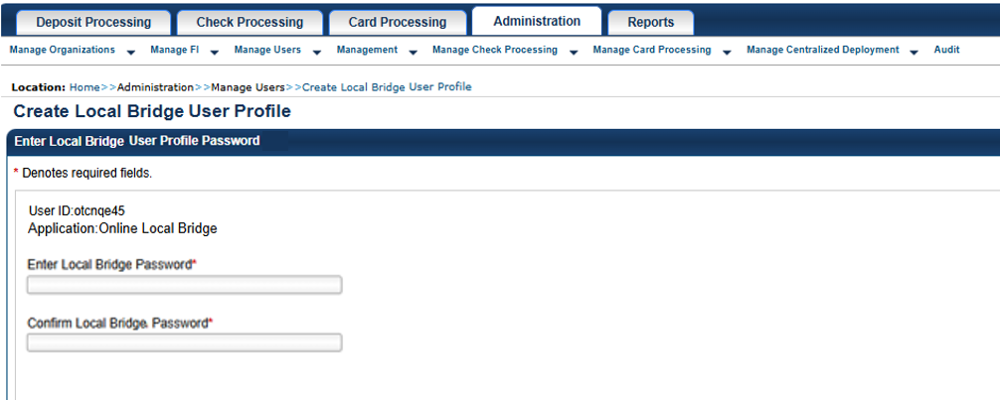 Deposit Processing Check Processing Card Processing Administration Reports
Manage Organizations Manage FI Manage Users Management Manage Check Processing Manage Card Processing Manage Centralized Deployment Audit
Location: Home>>Administration>>Manage Users>>Create Local Bridge User Profile
Create Local Bridge User Profile
Enter Local Bridge User Profile Password
* Denotes required fields.
User ID:otcnqe45
Application:Online Local Bridge
Enter Local Bridge Password*
Confirm Local Bridge. Password*